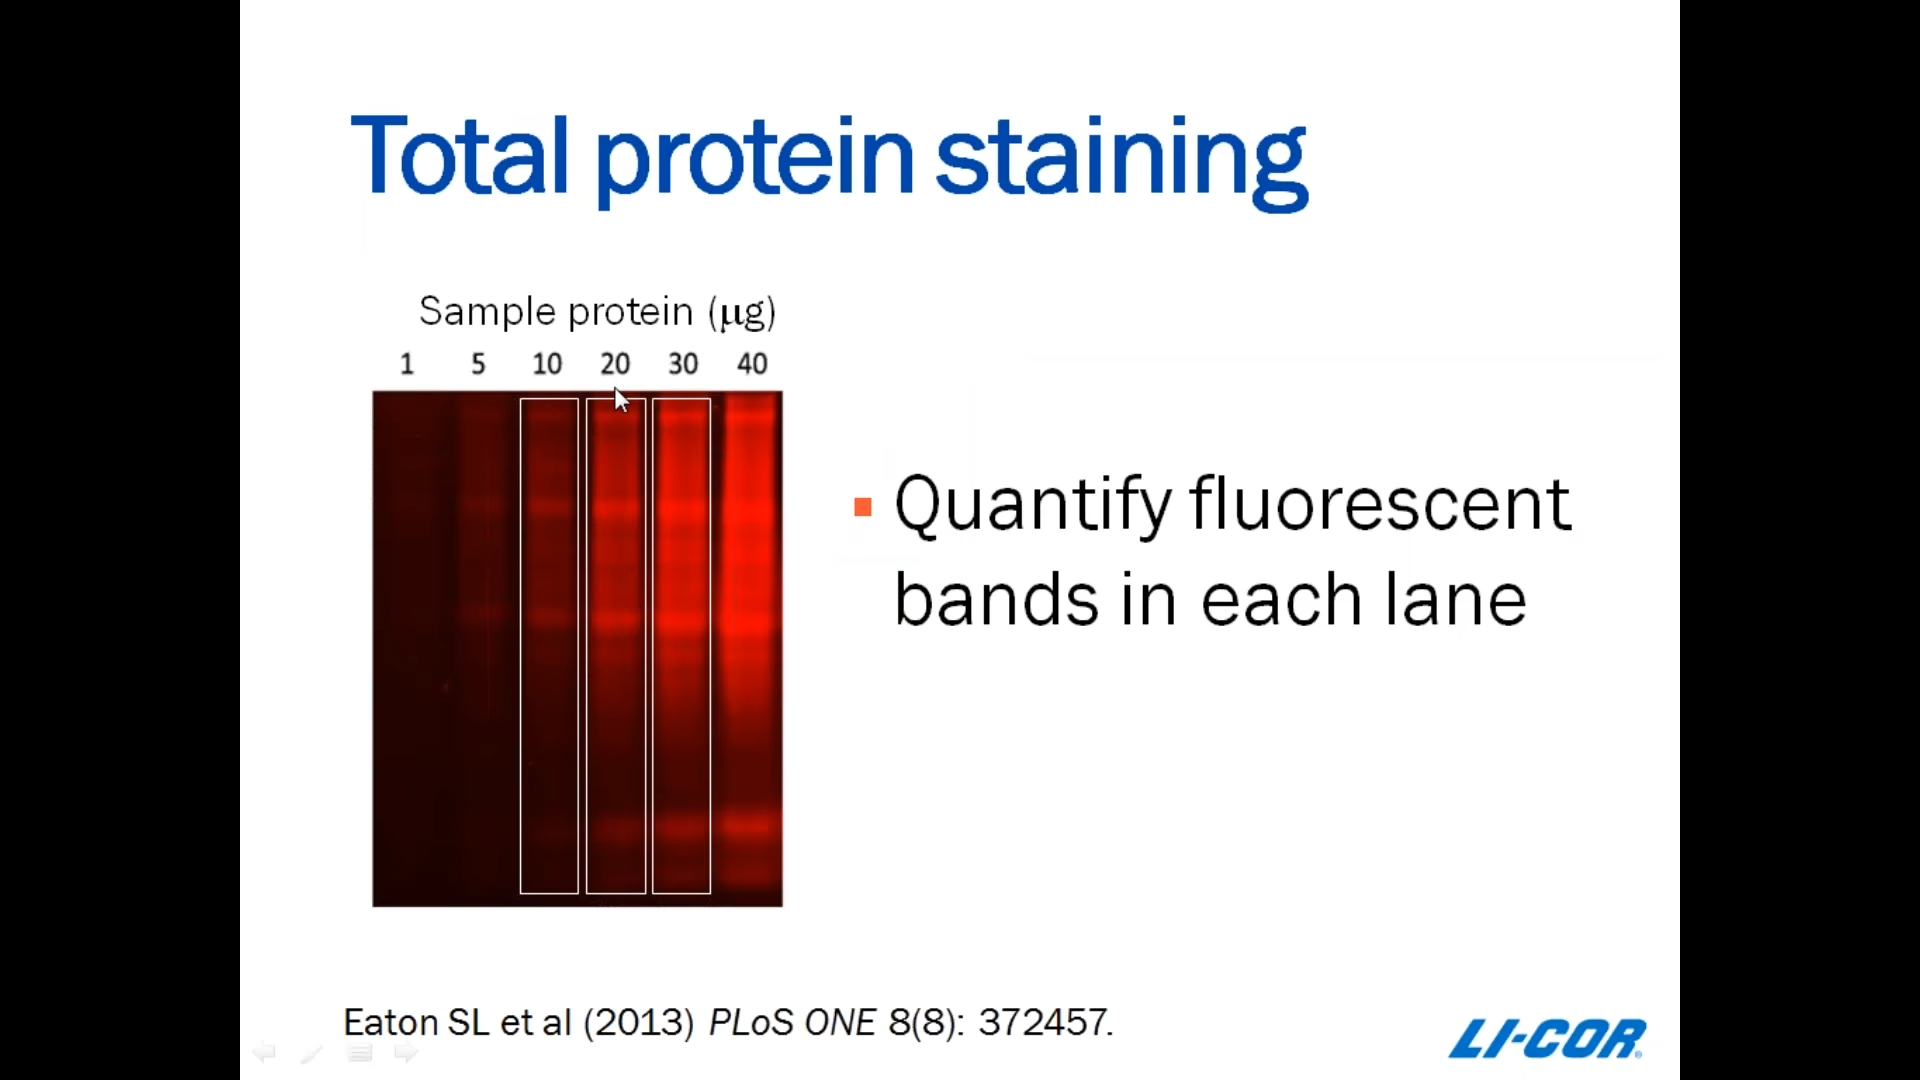 Total protein staining
Sample protein (μg)
1 5 10 20 30 40
▪ Quantify fluorescent
bands in each lane
Eaton SL et al (2013) PLoS ONE 8(8): 372457.
LI-COR®